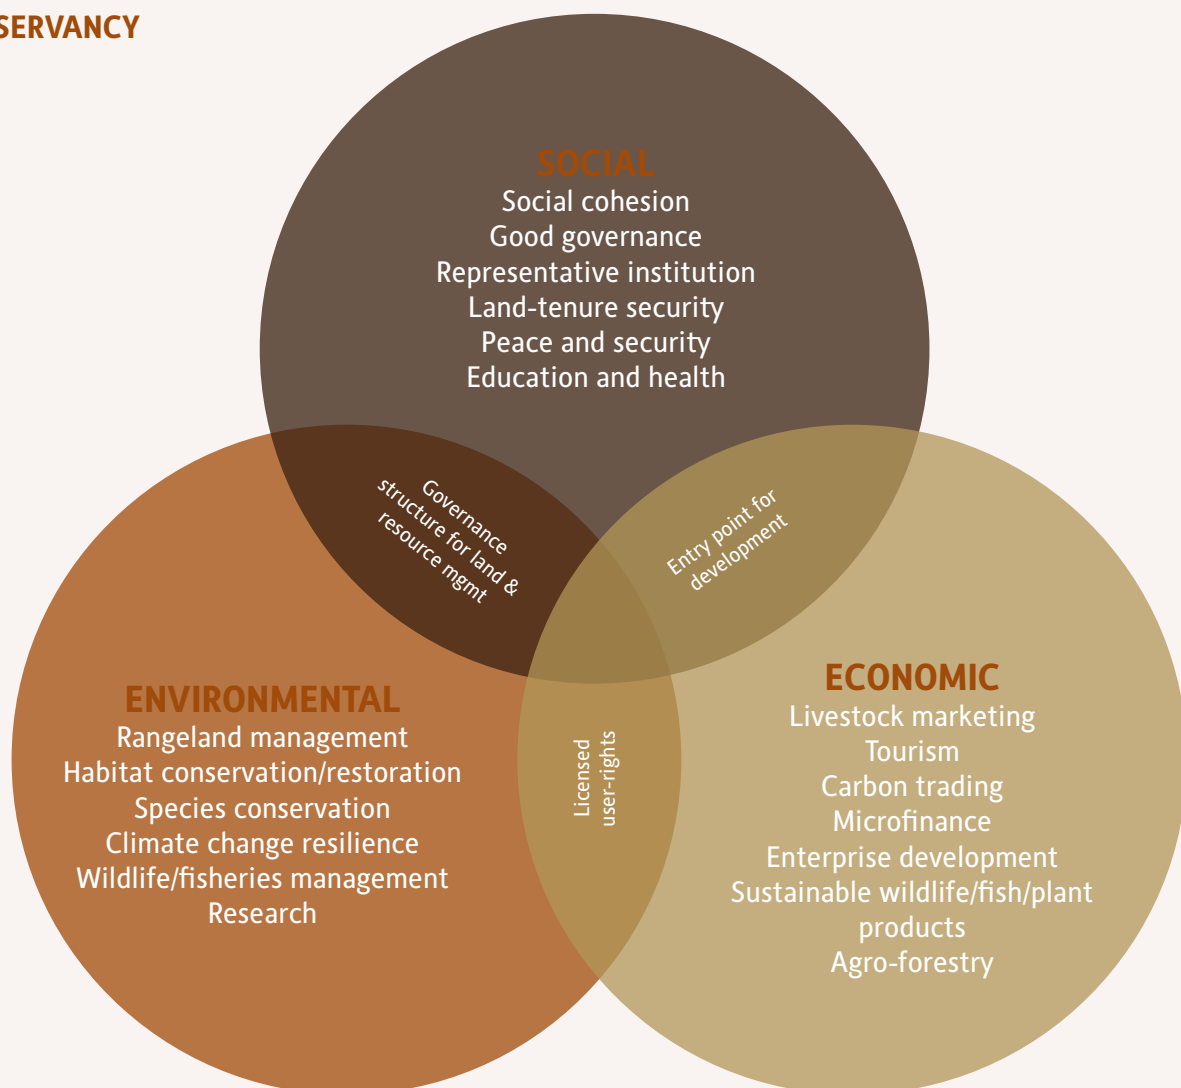 SERVANCY
SOCIAL
Social cohesion
Good governance
Representative institution
Land-tenure security
Peace and security
Education and health
Governance
structure for land &
resource mgmt
Entry point for
development
ENVIRONMENTAL
Rangeland management
Habitat conservation/restoration
Species conservation
Climate change resilience
Wildlife/fisheries management
Research
Licensed
user-rights
ECONOMIC
Livestock marketing
Tourism
Carbon trading
Microfinance
Enterprise development
Sustainable wildlife/fish/plant
products
Agro-forestry